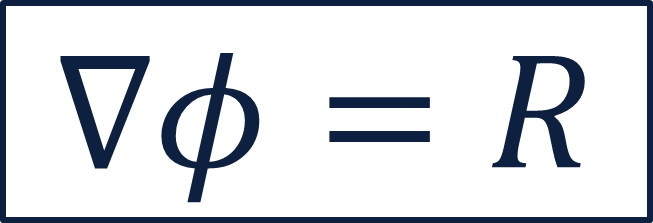 ∇𝜙 = 𝑅